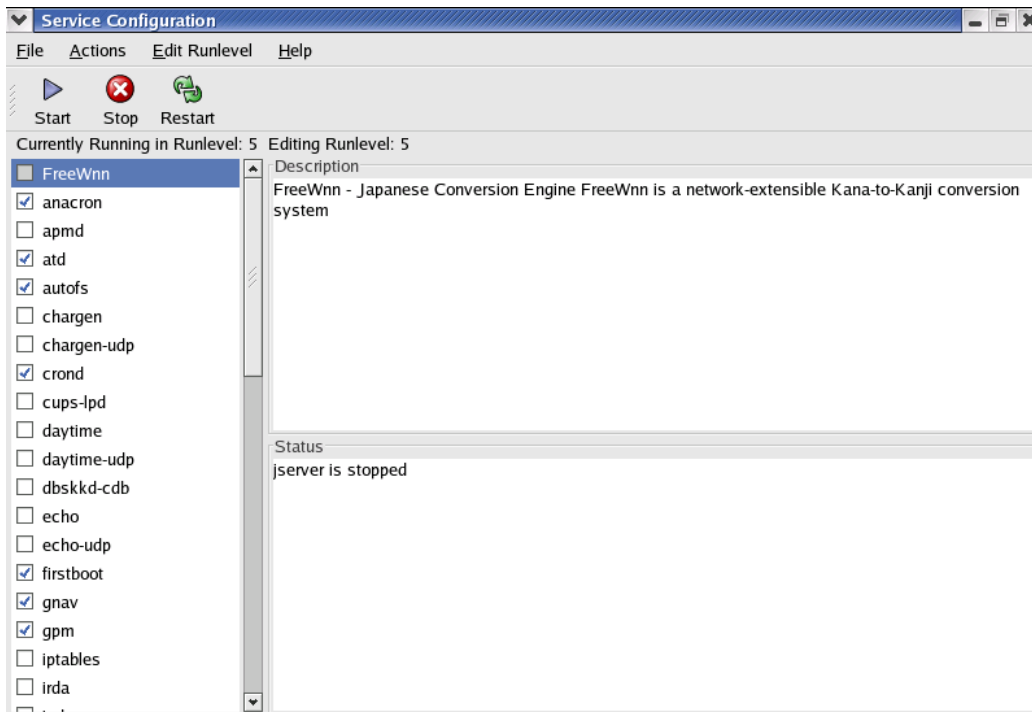 Service Configuration
File Actions Edit Runlevel Help
Start Stop Restart
Currently Running in Runlevel: 5 Editing Runlevel: 5
FreeWnn
anacron
apmd
atd
autofs
chargen
chargen-udp
crond
cups-lpd
daytime
daytime-udp
dbskkd-cdb
echo
echo-udp
firstboot
gnav
gpm
iptables
irda
Description
FreeWnn - Japanese Conversion Engine FreeWnn is a network-extensible Kana-to-Kanji conversion
system
Status
jserver is stopped